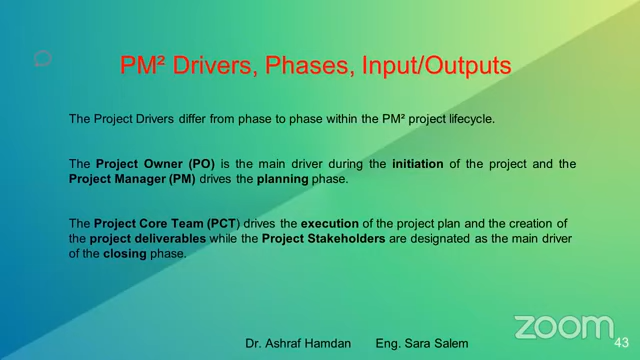 PM² Drivers, Phases, Input/Outputs
The Project Drivers differ from phase to phase within the PM² project lifecycle.
The Project Owner (PO) is the main driver during the initiation of the project and the
Project Manager (PM) drives the planning phase.
The Project Core Team (PCT) drives the execution of the project plan and the creation of
the project deliverables while the Project Stakeholders are designated as the main driver
of the closing phase.
Dr. Ashraf Hamdan Eng. Sara Salem
zoom
43